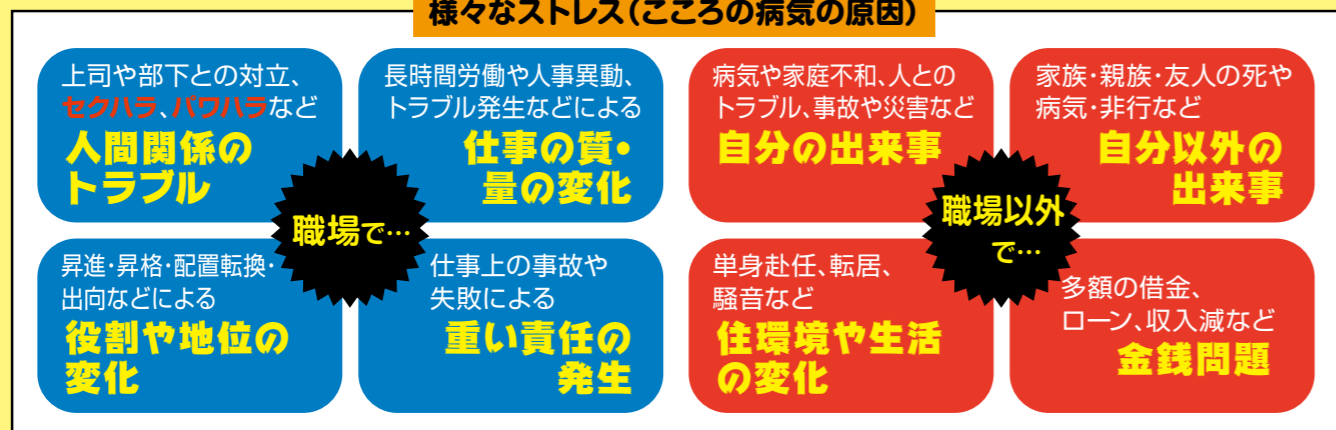 様々なストレス（こころの病気の原因）
上司や部下との対立、
セクハラ、パワハラなど
人間関係の
トラブル
長時間労働や人事異動、
トラブル発生などによる
仕事の質・
量の変化
職場で…
昇進・昇格・配置転換・
出向などによる
役割や地位の
変化
仕事上の事故や
失敗による
重い責任の
発生
病気や家庭不和、人との
トラブル、事故や災害など
自分の出来事
家族・親族・友人の死や
病気・非行など
自分以外の
出来事
職場以外
で…
単身赴任、転居、
騒音など
住環境や生活
の変化
多額の借金、
ローン、収入減など
金銭問題